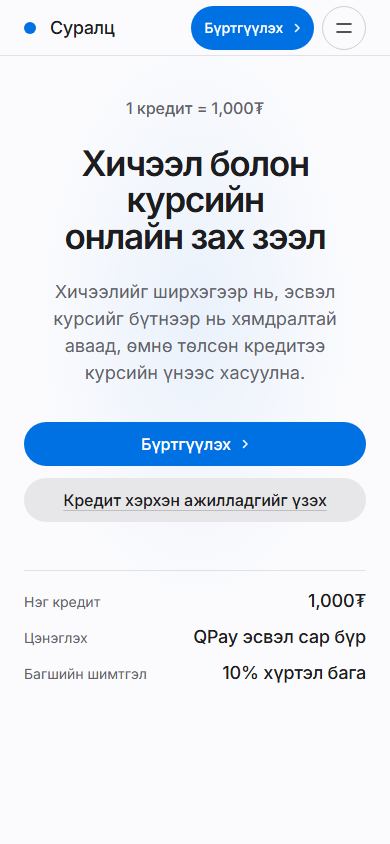 Суралц
Бүртгүүлэх
1 кредит = 1,000₮
Хичээл болон
курсийн
онлайн зах зээл
Хичээлийг ширхэгээр нь, эсвэл
курсийг бүтнээр нь хямдралтай
аваад, өмнө төлсөн кредитээ
курсийн үнээс хасуулна.
Бүртгүүлэх
Кредит хэрхэн ажилладгийг үзэх
Нэг кредит
1,000₮
Цэнэглэх
QPay эсвэл сар бүр
Багшийн шимтгэл
10% хүртэл бага